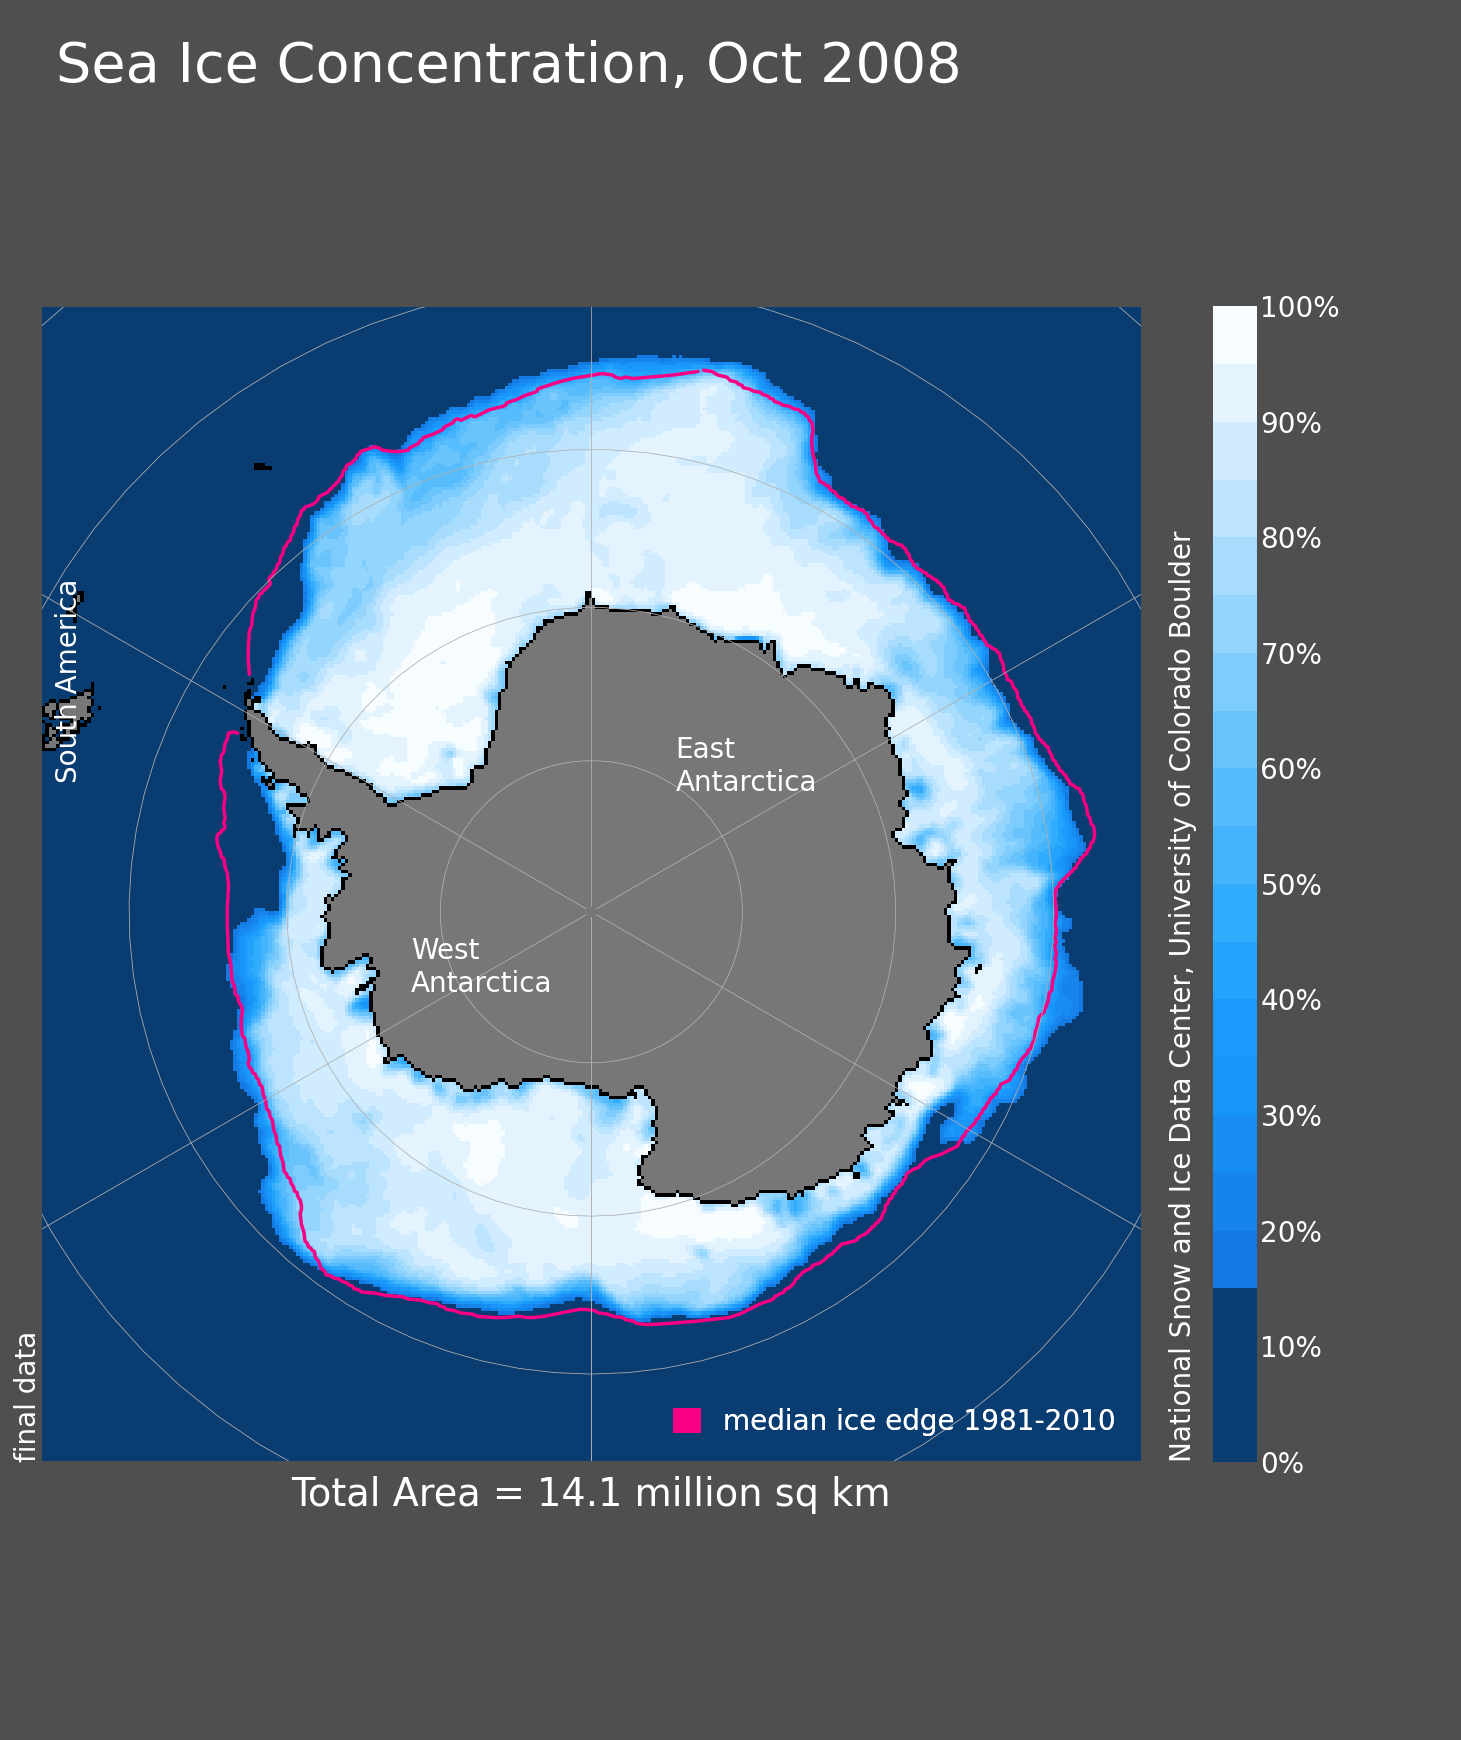 Sea Ice Concentration, Oct 2008
South America
East
Antarctica
West
Antarctica
median ice edge 1981-2010
final data
Total Area = 14.1 million sq km
National Snow and Ice Data Center, University of Colorado Boulder
100%
90%
80%
70%
60%
50%
40%
30%
20%
10%
0%